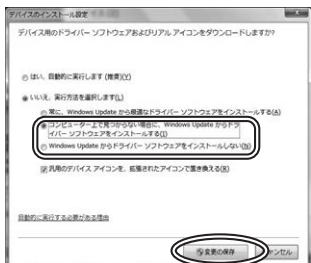 デバイスのインストール設定
デバイス用のドライバー ソフトウェアおよびリアル アイコンをダウンロードしますか?
はい、自動的に実行します (推奨)(Y)
いいえ、実行方法を選択します(L)
常に、Windows Update から最適なドライバー ソフトウェアをインストールする(A)
コンピューター上で見つからない場合に、Windows Update からドラ
イバー ソフトウェアをインストールする(I)
Windows Update からドライバー ソフトウェアをインストールしない(N)
汎用のデバイス アイコンを、拡張されたアイコンで置き換える(R)
自動的に実行する必要がある理由
変更の保存
ャンセル